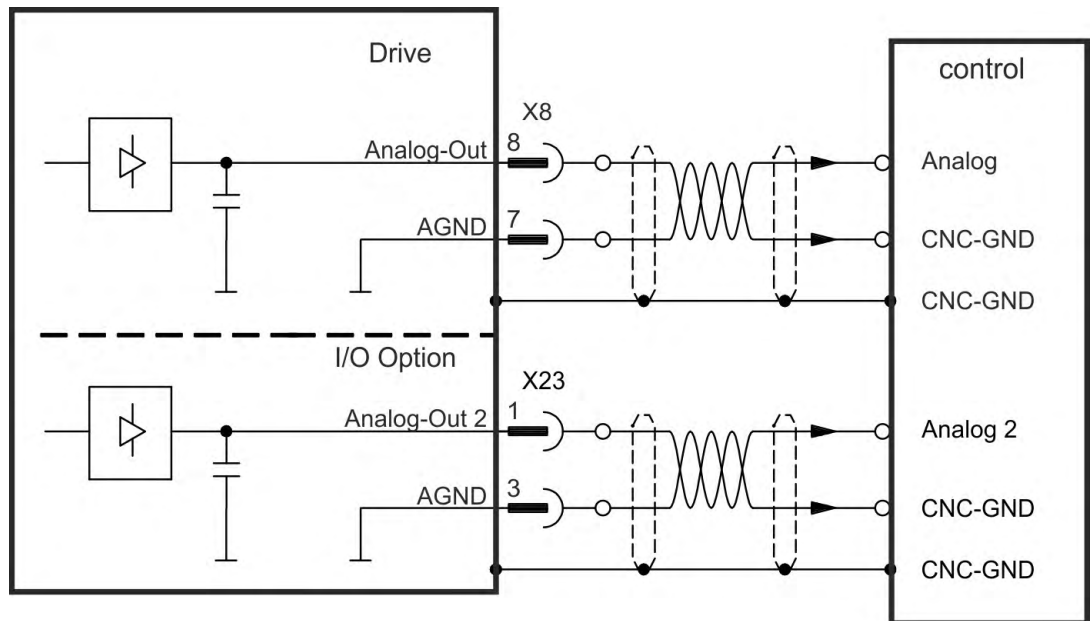 Drive
control
X8
Analog-Out 8
Analog
AGND 7
CNC-GND
CNC-GND
I/O Option
X23
Analog-Out 2 1
Analog 2
AGND 3
CNC-GND
CNC-GND